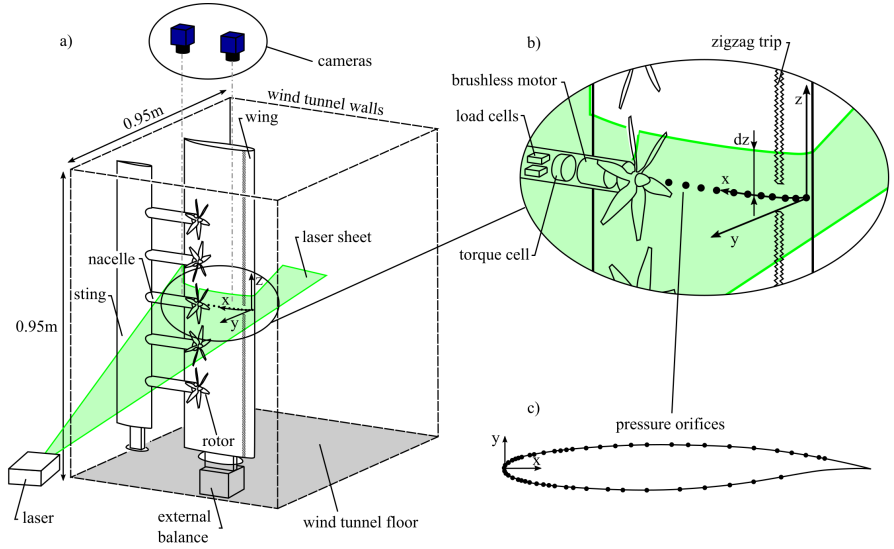 a)
cameras
0.95m
wind tunnel walls
wing
laser sheet
nacelle
sting
z
x
y
0.95m
rotor
laser
external
balance
wind tunnel floor
b)
zigzag trip
brushless motor
load cells
z
dz
x
y
torque cell
c)
pressure orifices
y
x